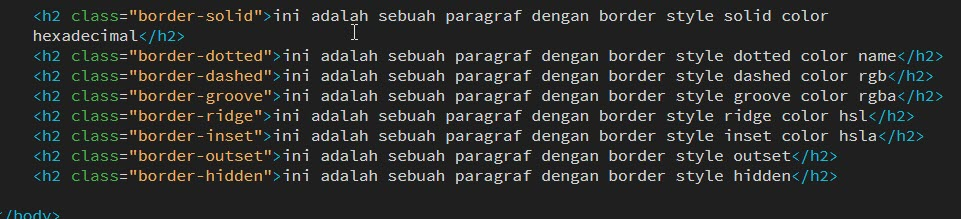 <h2 class="border-solid">ini adalah sebuah paragraf dengan border style solid color
hexadecimal</h2>
<h2 class="border-dotted">ini adalah sebuah paragraf dengan border style dotted color name</h2>
<h2 class="border-dashed">ini adalah sebuah paragraf dengan border style dashed color rgb</h2>
<h2 class="border-groove">ini adalah sebuah paragraf dengan border style groove color rgba</h2>
<h2 class="border-ridge">ini adalah sebuah paragraf dengan border style ridge color hsl</h2>
<h2 class="border-inset">ini adalah sebuah paragraf dengan border style inset color hsla</h2>
<h2 class="border-outset">ini adalah sebuah paragraf dengan border style outset</h2>
<h2 class="border-hidden">ini adalah sebuah paragraf dengan border style hidden</h2>
</body>